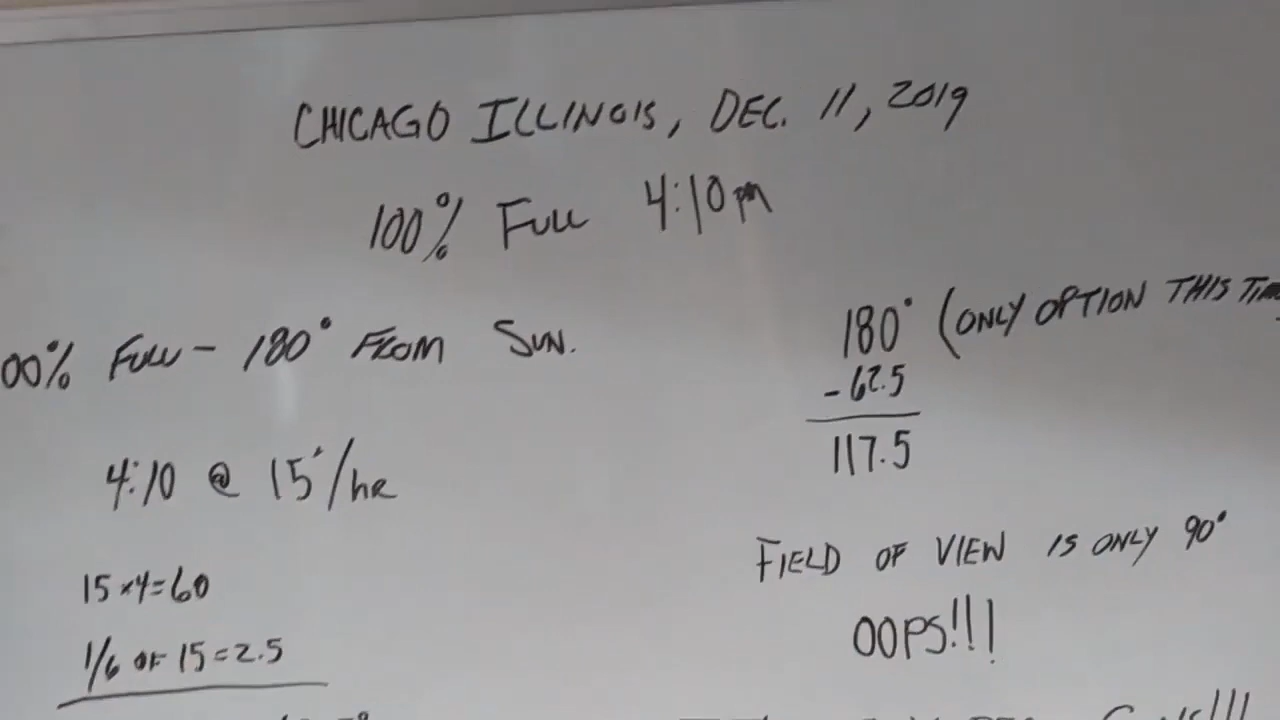 CHICAGO ILLINOIS, DEC. 11, 2019
100% FULL 4:10pm
00% FULL - 180° FROM SUN.
4:10 @ 15°/hr
15 × 4 = 60
1/6 OF 15 = 2.5
180° (ONLY OPTION THIS TIM
- 62.5
117.5
FIELD OF VIEW IS ONLY 90°
OOPS!!!